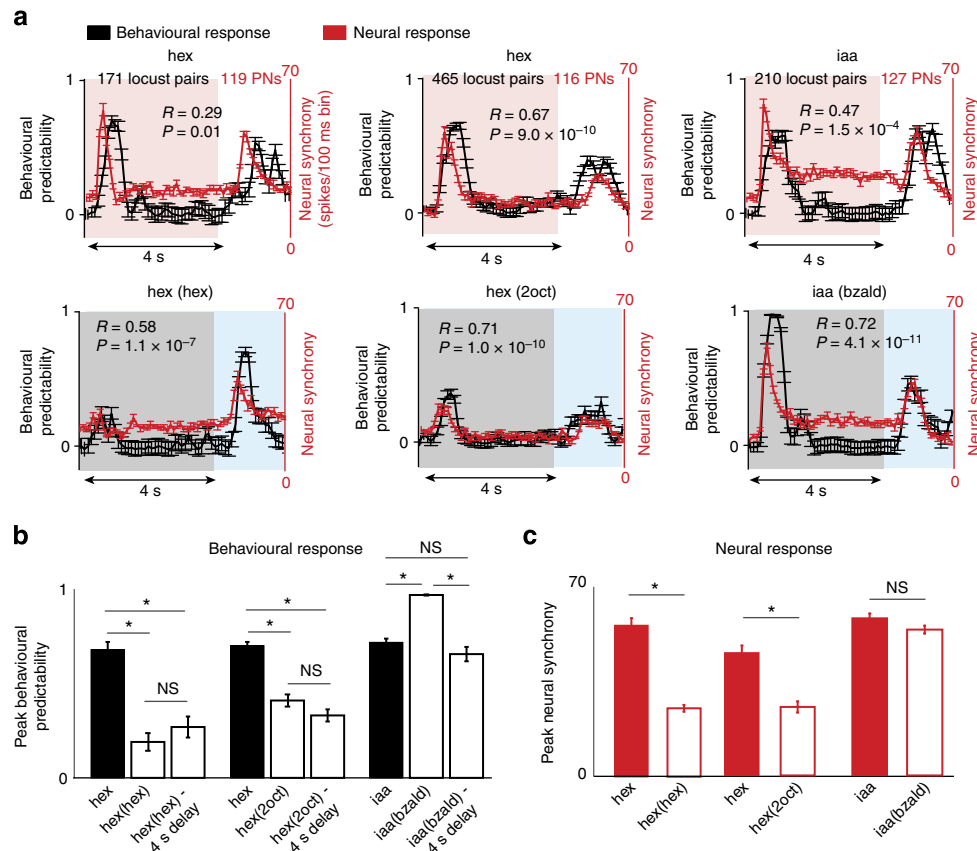 a
Behavioural response
Neural response
hex
171 locust pairs 119 PNs
70
1
R = 0.29
P = 0.01
Behavioural
predictability
Neural synchrony
(spikes/100 ms bin)
0
0
4 s
hex
465 locust pairs 116 PNs
70
1
R = 0.67
P = 9.0 × 10−10
Behavioural
predictability
Neural synchrony
0
0
4 s
iaa
210 locust pairs 127 PNs
70
1
R = 0.47
P = 1.5 × 10−4
Behavioural
predictability
Neural synchrony
0
0
4 s
hex (hex)
70
1
R = 0.58
P = 1.1 × 10−7
Behavioural
predictability
Neural synchrony
0
0
4 s
hex (2oct)
70
1
R = 0.71
P = 1.0 × 10−10
Behavioural
predictability
Neural synchrony
0
0
4 s
iaa (bzald)
70
1
R = 0.72
P = 4.1 × 10−11
Behavioural
predictability
Neural synchrony
0
0
4 s
b
Behavioural response
Peak behavioural
predictability
1
0
*
*
NS
*
*
NS
NS
*
*
hex
hex(hex)
hex(hex) -
4 s delay
hex
hex(2oct)
hex(2oct) -
4 s delay
iaa
iaa(bzald)
iaa(bzald) -
4 s delay
c
Neural response
Peak neural synchrony
70
0
*
*
NS
hex
hex(hex)
hex
hex(2oct)
iaa
iaa(bzald)